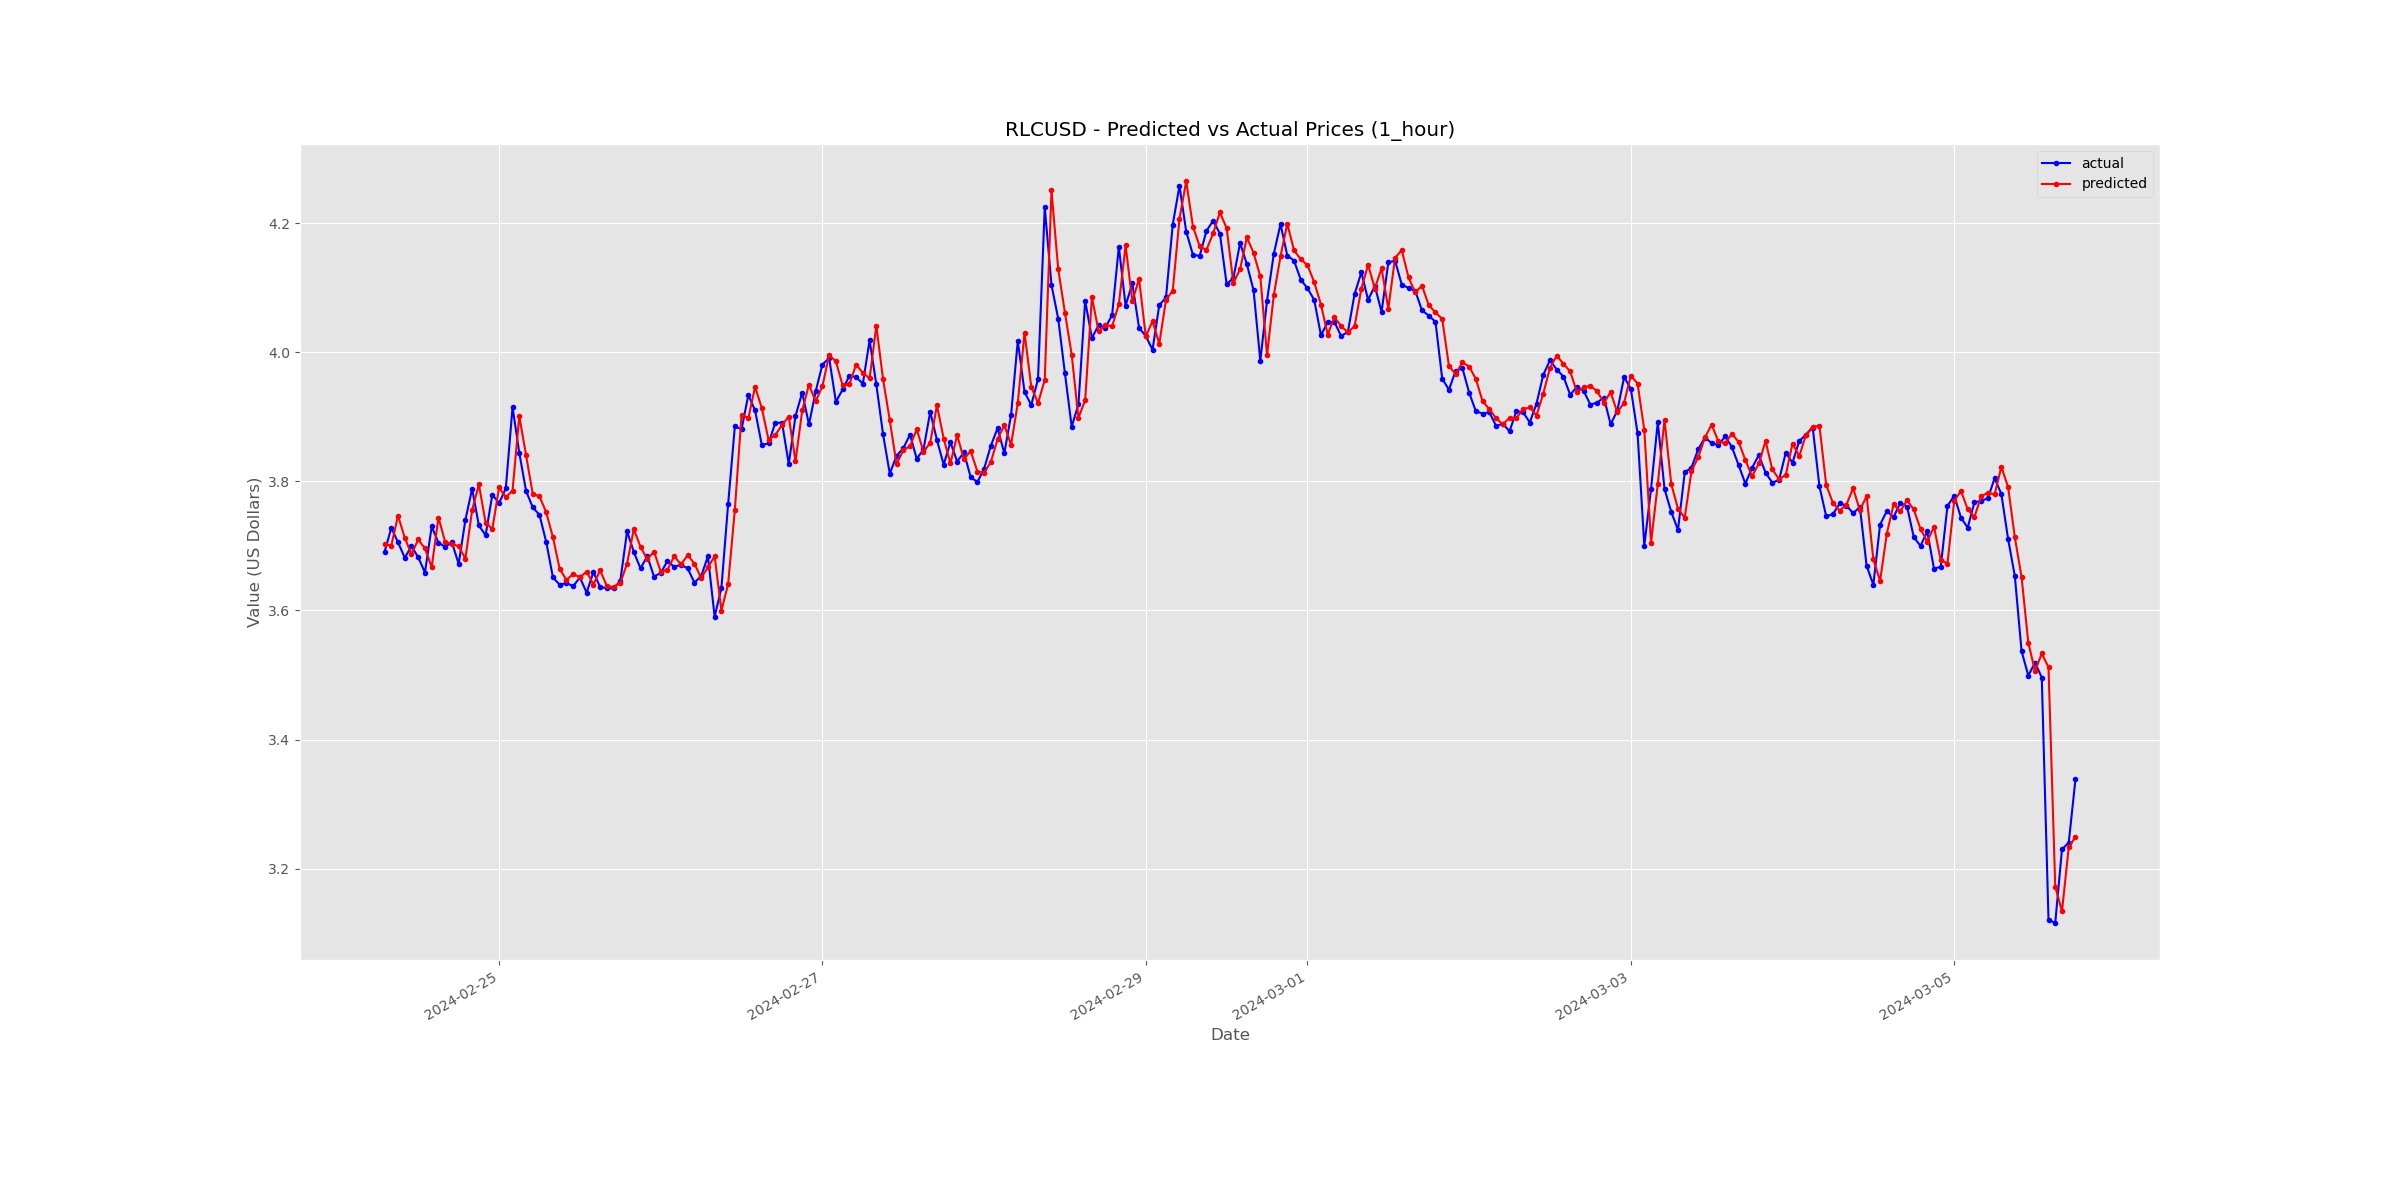 RLCUSD - Predicted vs Actual Prices (1_hour)
actual
predicted
4.2
4.0
3.8
3.6
3.4
3.2
Value (US Dollars)
2024-02-25
2024-02-27
2024-02-29
2024-03-01
2024-03-03
2024-03-05
Date